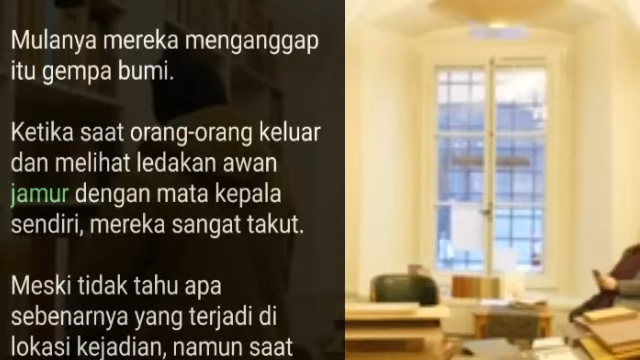 Mulanya mereka menganggap
itu gempa bumi.
Ketika saat orang-orang keluar
dan melihat ledakan awan
jamur dengan mata kepala
sendiri, mereka sangat takut.
Meski tidak tahu apa
sebenarnya yang terjadi di
lokasi kejadian, namun saat